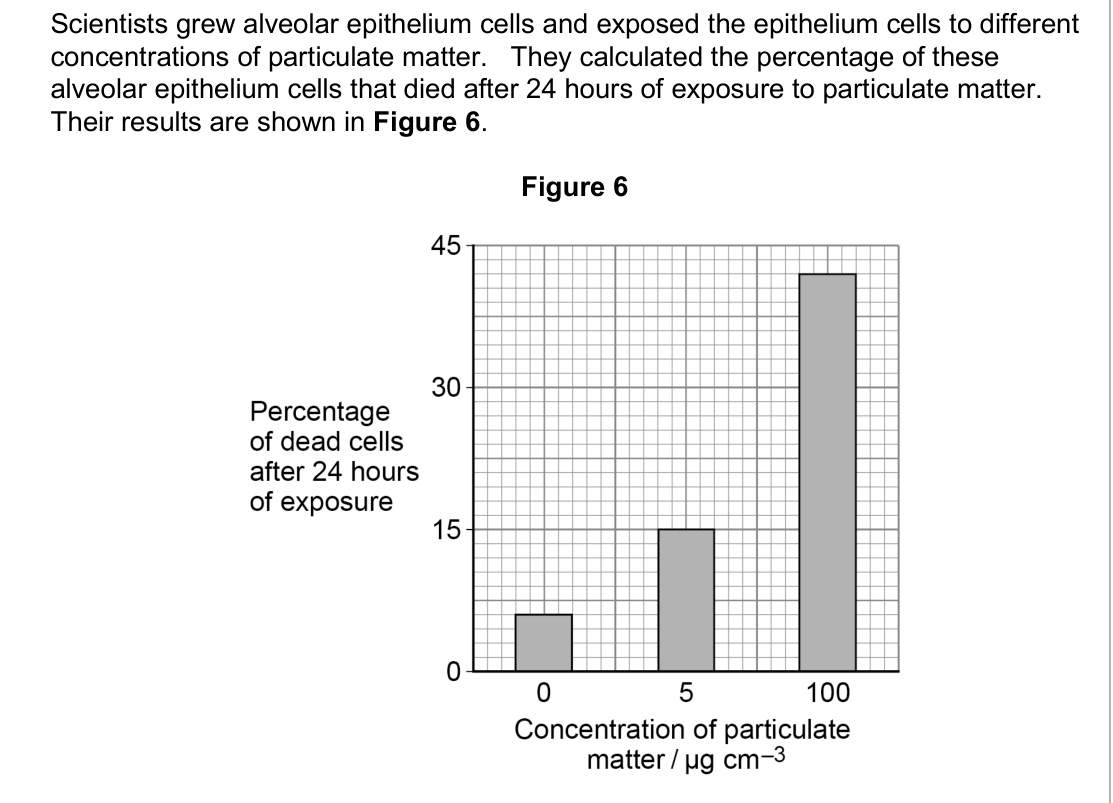 Scientists grew alveolar epithelium cells and exposed the epithelium cells to different
concentrations of particulate matter. They calculated the percentage of these
alveolar epithelium cells that died after 24 hours of exposure to particulate matter.
Their results are shown in Figure 6.
Figure 6
45
30
Percentage
of dead cells
after 24 hours
of exposure
15
0
0 5 100
Concentration of particulate
matter / µg cm–3